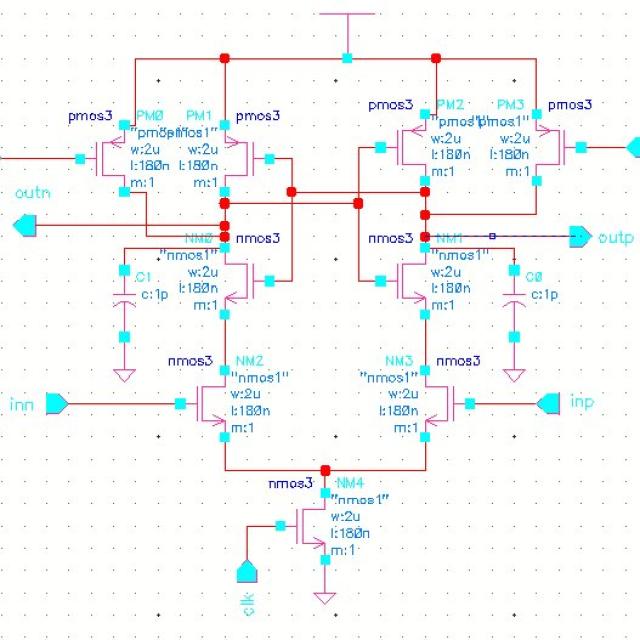 pmos3 PM0 PM1 pmos3 PM2 PM3 pmos3
"pmos1" "pmos1"
w:2u w:2u w:2u w:2u
l:180n l:180n l:180n l:180n
m:1 m:1 m:1 m:1
outn
outp
NM0 nmos3 nmos3 NM1
"nmos1" "nmos1"
C1 w:2u w:2u C0
c:1p l:180n l:180n c:1p
m:1 m:1
nmos3 NM2 NM3 nmos3
"nmos1" "nmos1"
inn w:2u w:2u inp
l:180n l:180n
m:1 m:1
nmos3 NM4
"nmos1"
w:2u
l:180n
m:1
clk